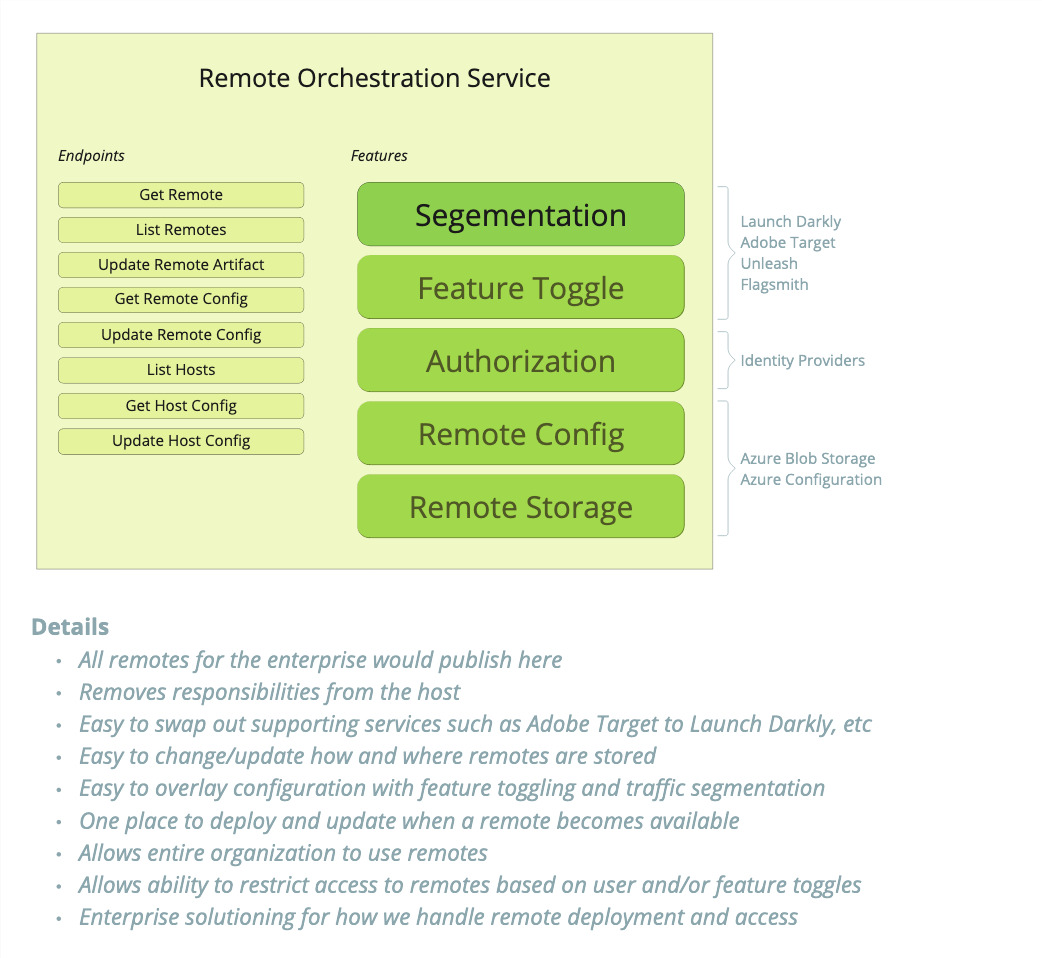 Remote Orchestration Service
Endpoints
Get Remote
List Remotes
Update Remote Artifact
Get Remote Config
Update Remote Config
List Hosts
Get Host Config
Update Host Config
Features
Segementation
Feature Toggle
Authorization
Remote Config
Remote Storage
Launch Darkly
Adobe Target
Unleash
Flagsmith
Identity Providers
Azure Blob Storage
Azure Configuration
Details
• All remotes for the enterprise would publish here
• Removes responsibilities from the host
• Easy to swap out supporting services such as Adobe Target to Launch Darkly, etc
• Easy to change/update how and where remotes are stored
• Easy to overlay configuration with feature toggling and traffic segmentation
• One place to deploy and update when a remote becomes available
• Allows entire organization to use remotes
• Allows ability to restrict access to remotes based on user and/or feature toggles
• Enterprise solutioning for how we handle remote deployment and access